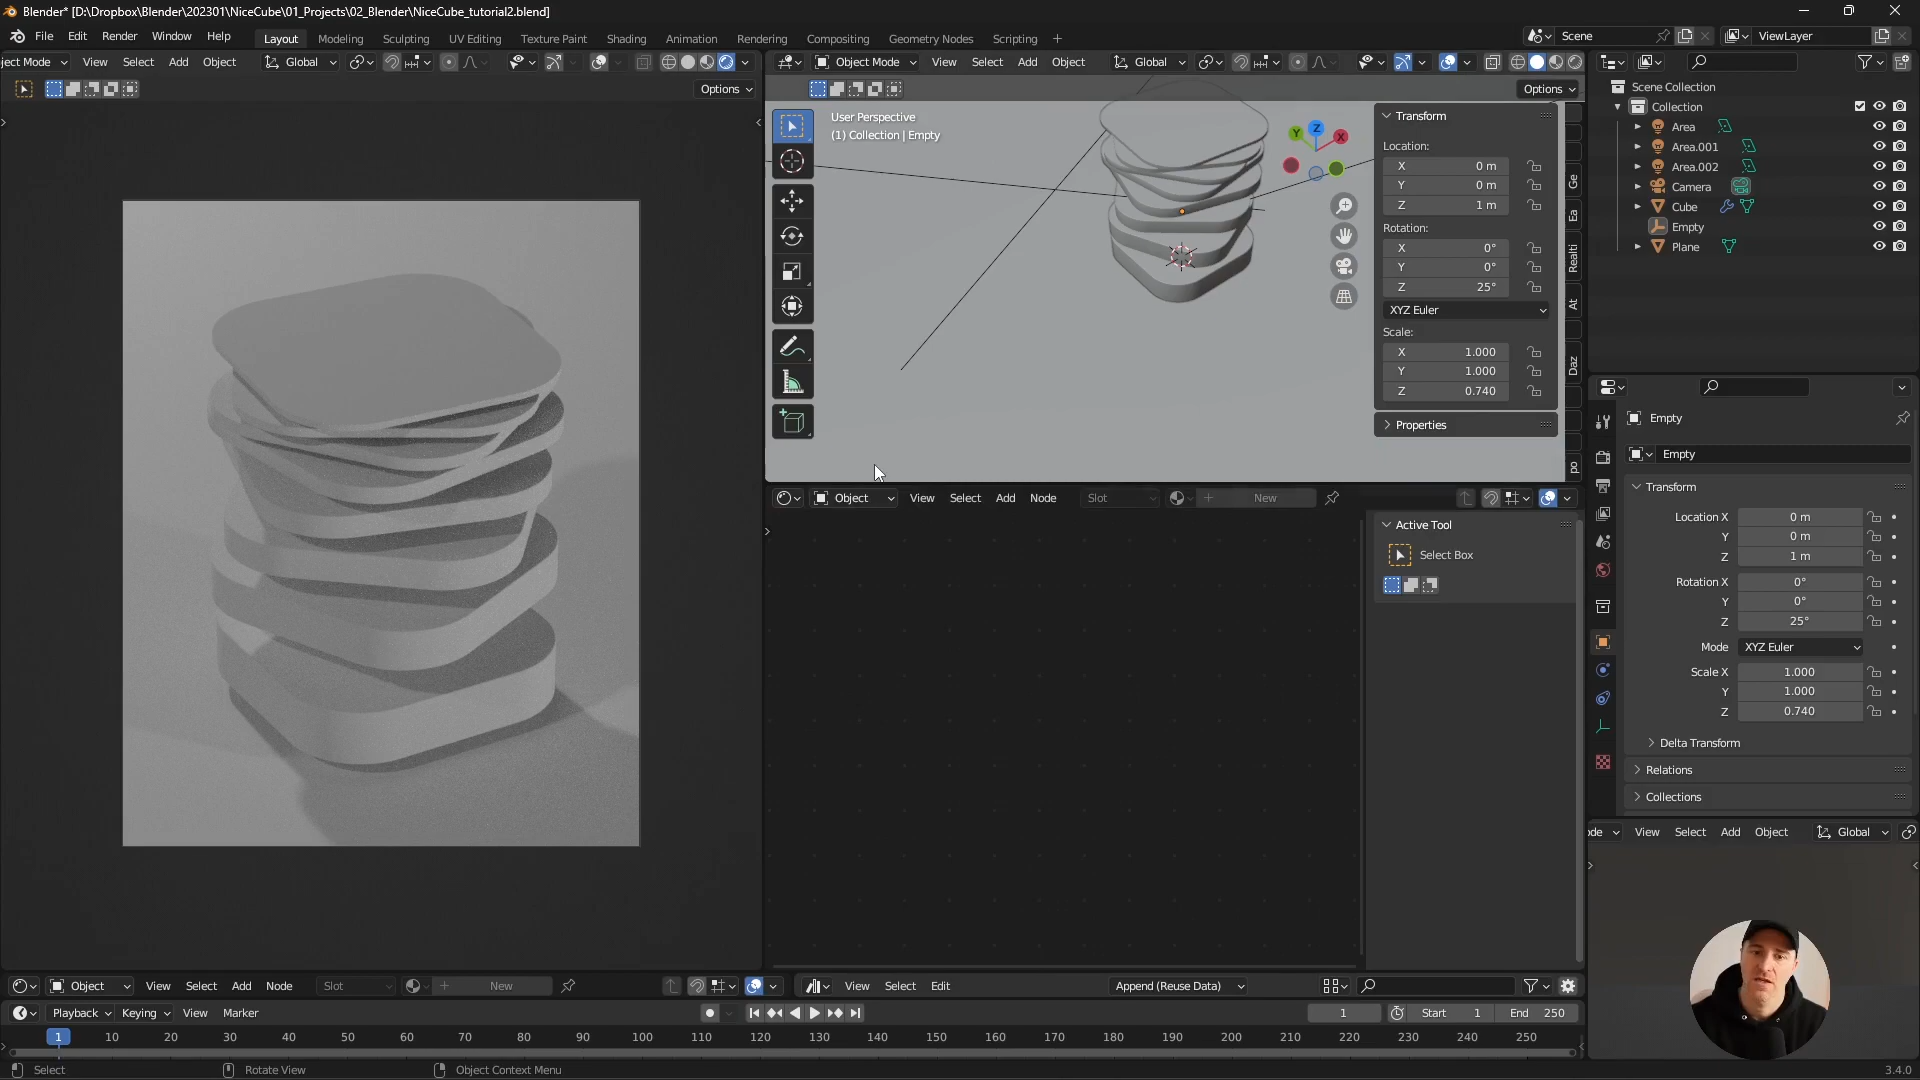 Blender* [D:\Dropbox\Blender\202301\NiceCube\01_Projects\02_Blender\NiceCube_tutorial2.blend]
File Edit Render Window Help Layout Modeling Sculpting UV Editing Texture Paint Shading Animation Rendering Compositing Geometry Nodes Scripting + Scene ViewLayer
ject Mode View Select Add Object Global Object Mode View Select Add Object Global
Options Options
Scene Collection
Collection
Area
Area.001
Area.002
Camera
Cube
Empty
Plane
User Perspective
(1) Collection | Empty
Z
Y
X
Transform
Location:
X 0 m
Y 0 m
Z 1 m
Rotation:
X 0°
Y 0°
Z 25°
XYZ Euler
Scale:
X 1.000
Y 1.000
Z 0.740
Properties
Ge
Ea
Realti
At
Daz
po
Object View Select Add Node Slot New
Active Tool
Select Box
Empty
Empty
Transform
Location X 0 m
Y 0 m
Z 1 m
Rotation X 0°
Y 0°
Z 25°
Mode XYZ Euler
Scale X 1.000
Y 1.000
Z 0.740
Delta Transform
Relations
Collections
de View Select Add Object Global
Object View Select Add Node Slot New View Select Edit Append (Reuse Data)
Playback Keying View Marker 1 Start 1 End 250
1 10 20 30 40 50 60 70 80 90 100 110 120 130 140 150 160 170 180 190 200 210 220 230 240 250
Select Rotate View Object Context Menu 3.4.0